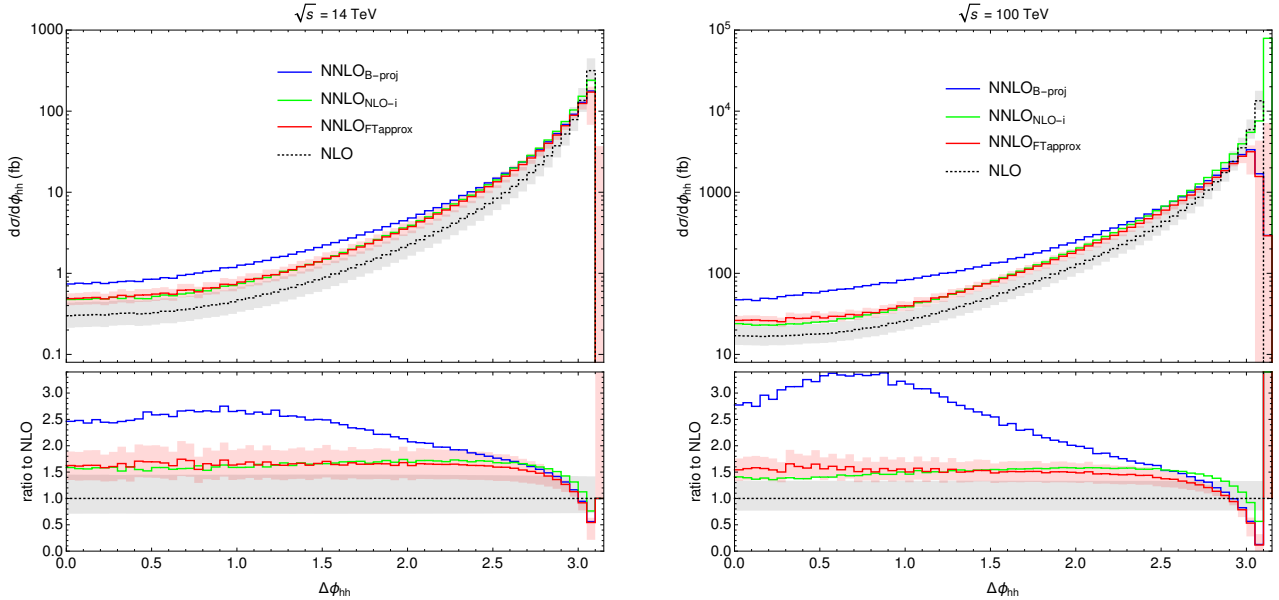 √s = 14 TeV
1000
100
10
1
0.1
dσ/dϕhh (fb)
NNLOB-proj
NNLONLO-i
NNLOFTapprox
NLO
3.0
2.5
2.0
1.5
1.0
0.5
0.0
ratio to NLO
0.0 0.5 1.0 1.5 2.0 2.5 3.0
Δϕhh
√s = 100 TeV
10^5
10^4
1000
100
10
dσ/dϕhh (fb)
NNLOB-proj
NNLONLO-i
NNLOFTapprox
NLO
3.0
2.5
2.0
1.5
1.0
0.5
0.0
ratio to NLO
0.0 0.5 1.0 1.5 2.0 2.5 3.0
Δϕhh